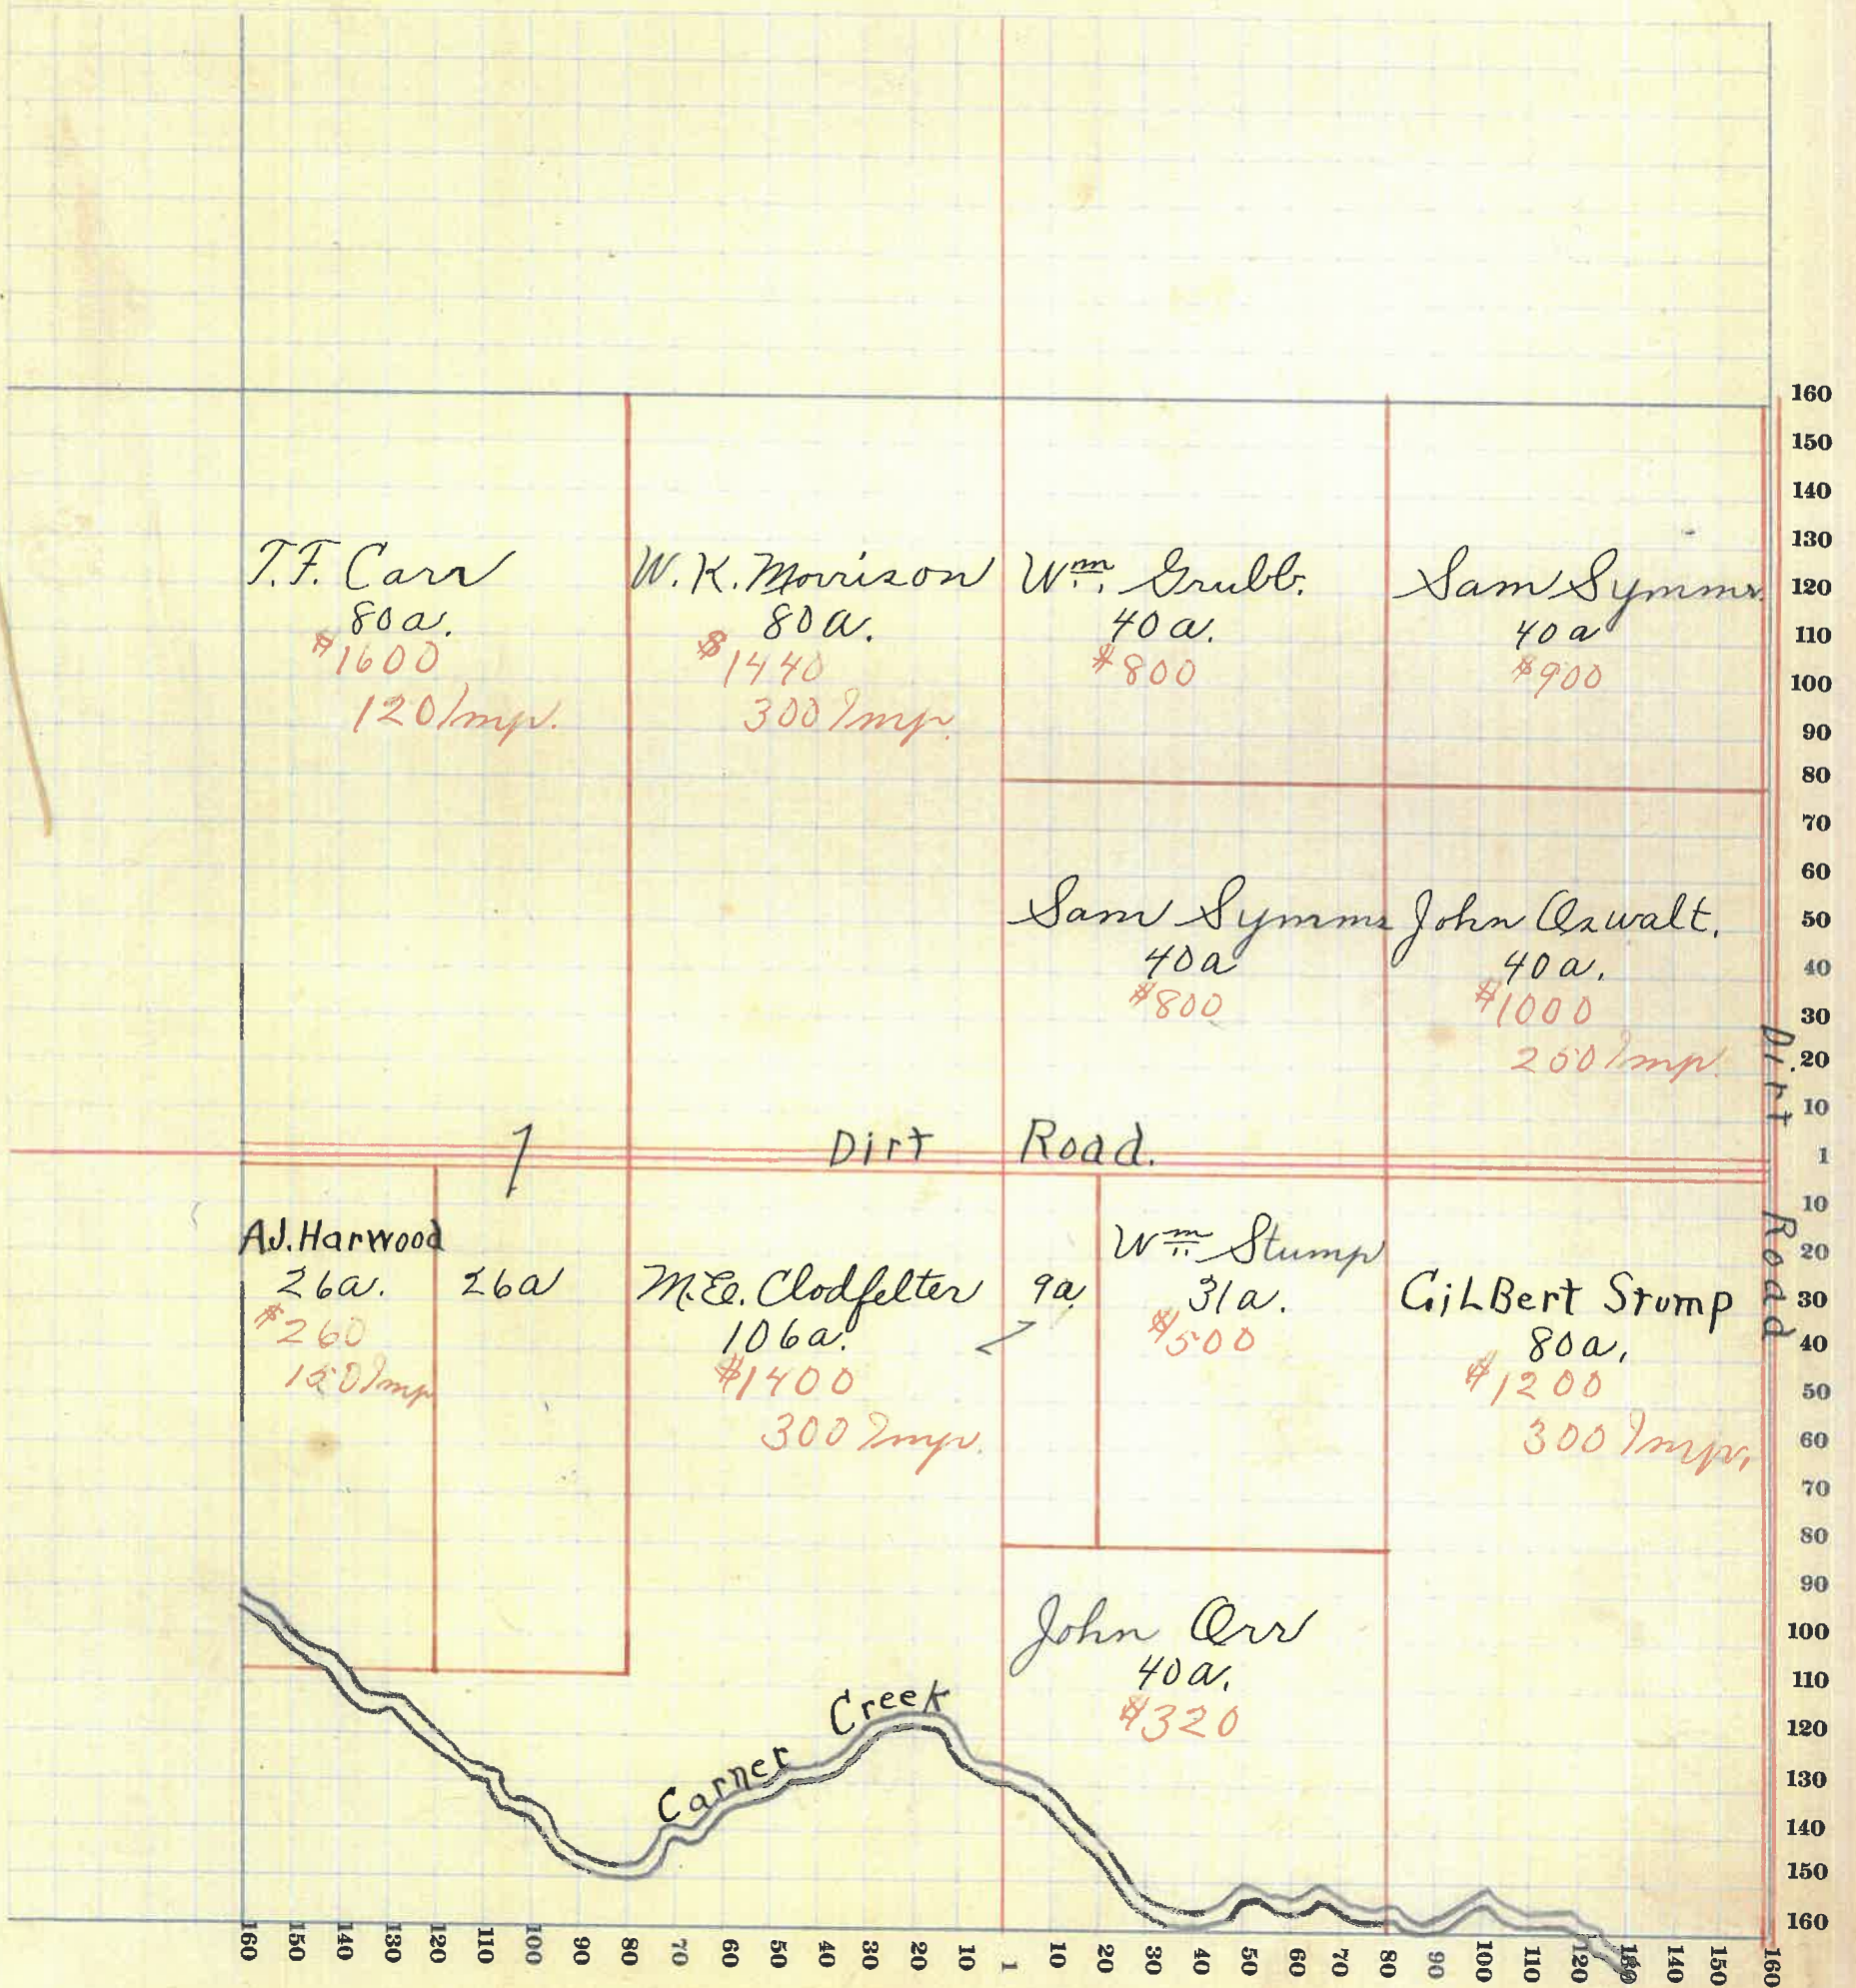 T.F. Carr
80a.
$1600
120 Imp.
W. K. Morrison
80a.
$1440
300 Imp.
Wm. Grubb.
40a.
$800
Sam Symms
40a
$900
Sam Symms
40a
$800
John Oswalt.
40a.
$1000
250 Imp.
Dirt Road.
Dirt Road
A.J. Harwood
26a.
$260
150 Imp
26a
M.E. Clodfelter
106a.
$1400
300 Imp.
9a.
Wm. Stump
31a.
$500
GiLBert Stump
80a.
$1200
300 Imp.
John Orr
40a.
$320
Carner Creek
160
150
140
130
120
110
100
90
80
70
60
50
40
30
20
10
1
10
20
30
40
50
60
70
80
90
100
110
120
130
140
150
160
160 150 140 130 120 110 100 90 80 70 60 50 40 30 20 10 1 10 20 30 40 50 60 70 80 90 100 110 120 130 140 150 160